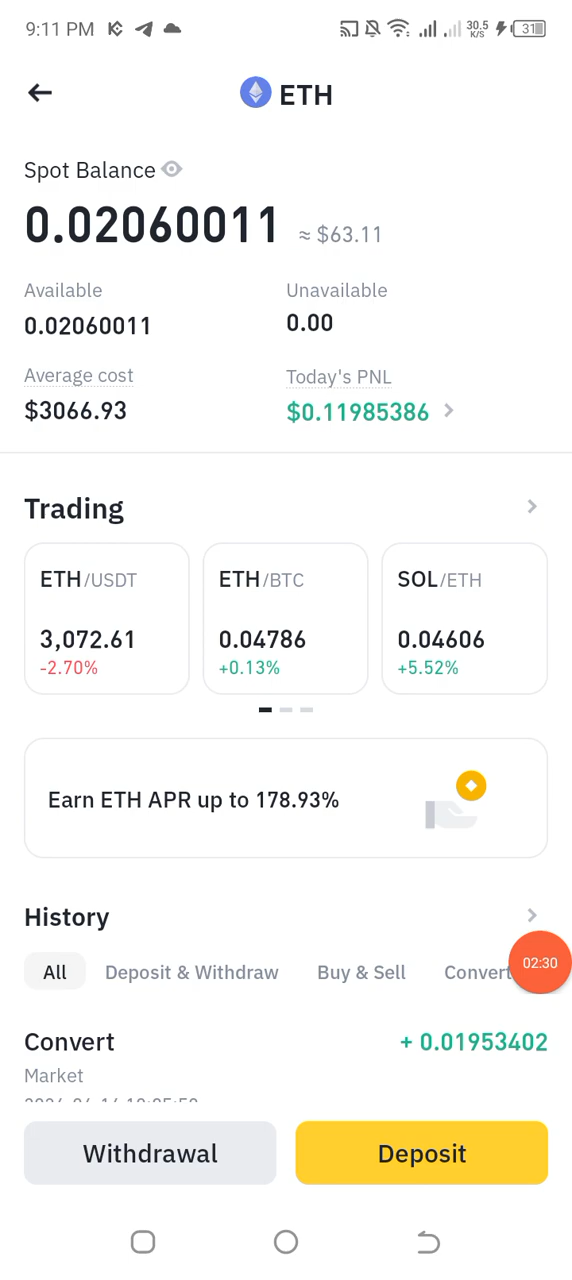 9:11 PM 30.5 K/S 31
ETH
Spot Balance
0.02060011 ≈ $63.11
Available Unavailable
0.02060011 0.00
Average cost Today's PNL
$3066.93 $0.11985386
Trading
ETH/USDT ETH/BTC SOL/ETH
3,072.61 0.04786 0.04606
-2.70% +0.13% +5.52%
Earn ETH APR up to 178.93%
History
All Deposit & Withdraw Buy & Sell Convert 02:30
Convert + 0.01953402
Market
Withdrawal Deposit